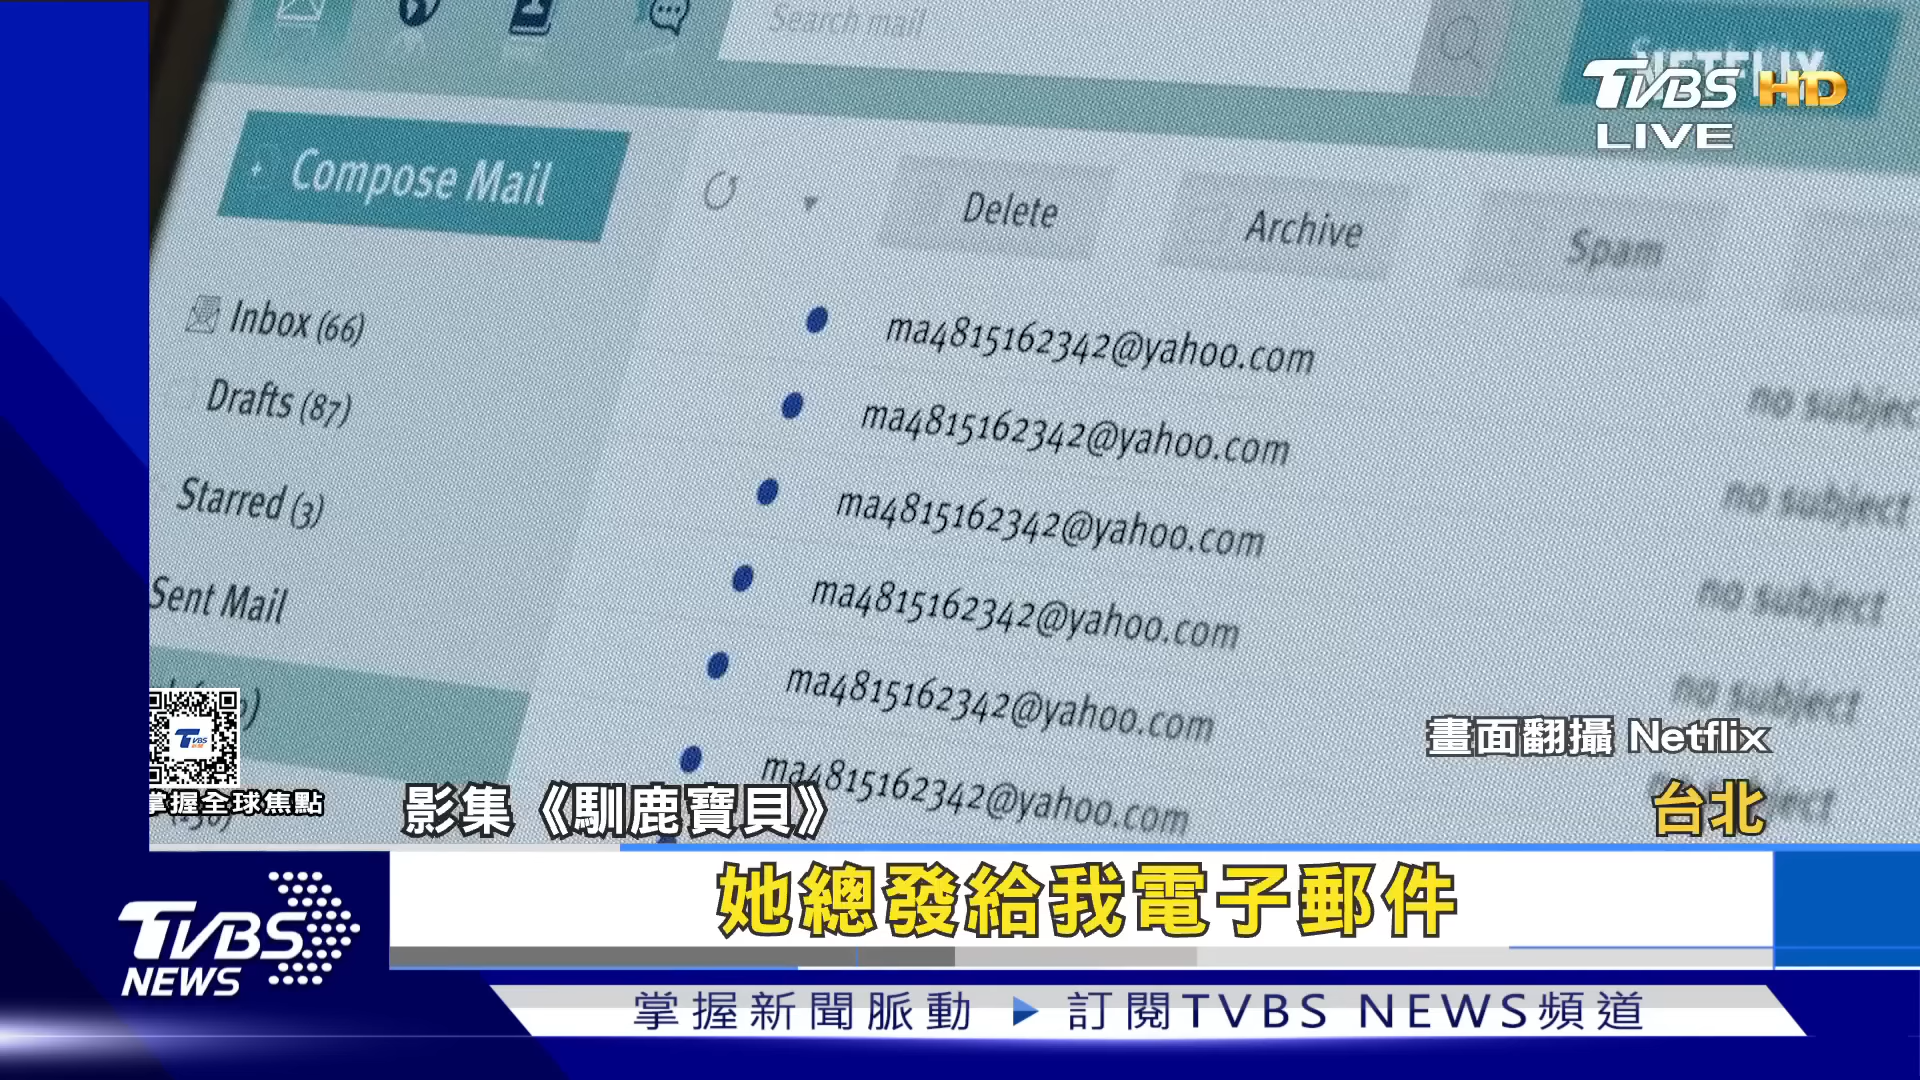 Search mail
NETFLIX
TVBS HD
LIVE
Compose Mail
Delete
Archive
Spam
Inbox (66)
Drafts (87)
Starred (3)
Sent Mail
ma4815162342@yahoo.com
no subjec
ma4815162342@yahoo.com
no subject
ma4815162342@yahoo.com
no subject
ma4815162342@yahoo.com
no subject
ma4815162342@yahoo.com
ma4815162342@yahoo.com
畫面翻攝 Netflix
TVBS
掌握全球焦點
影集《馴鹿寶貝》
台北
她總發給我電子郵件
TVBS
NEWS
掌握新聞脈動 ▶ 訂閱TVBS NEWS頻道